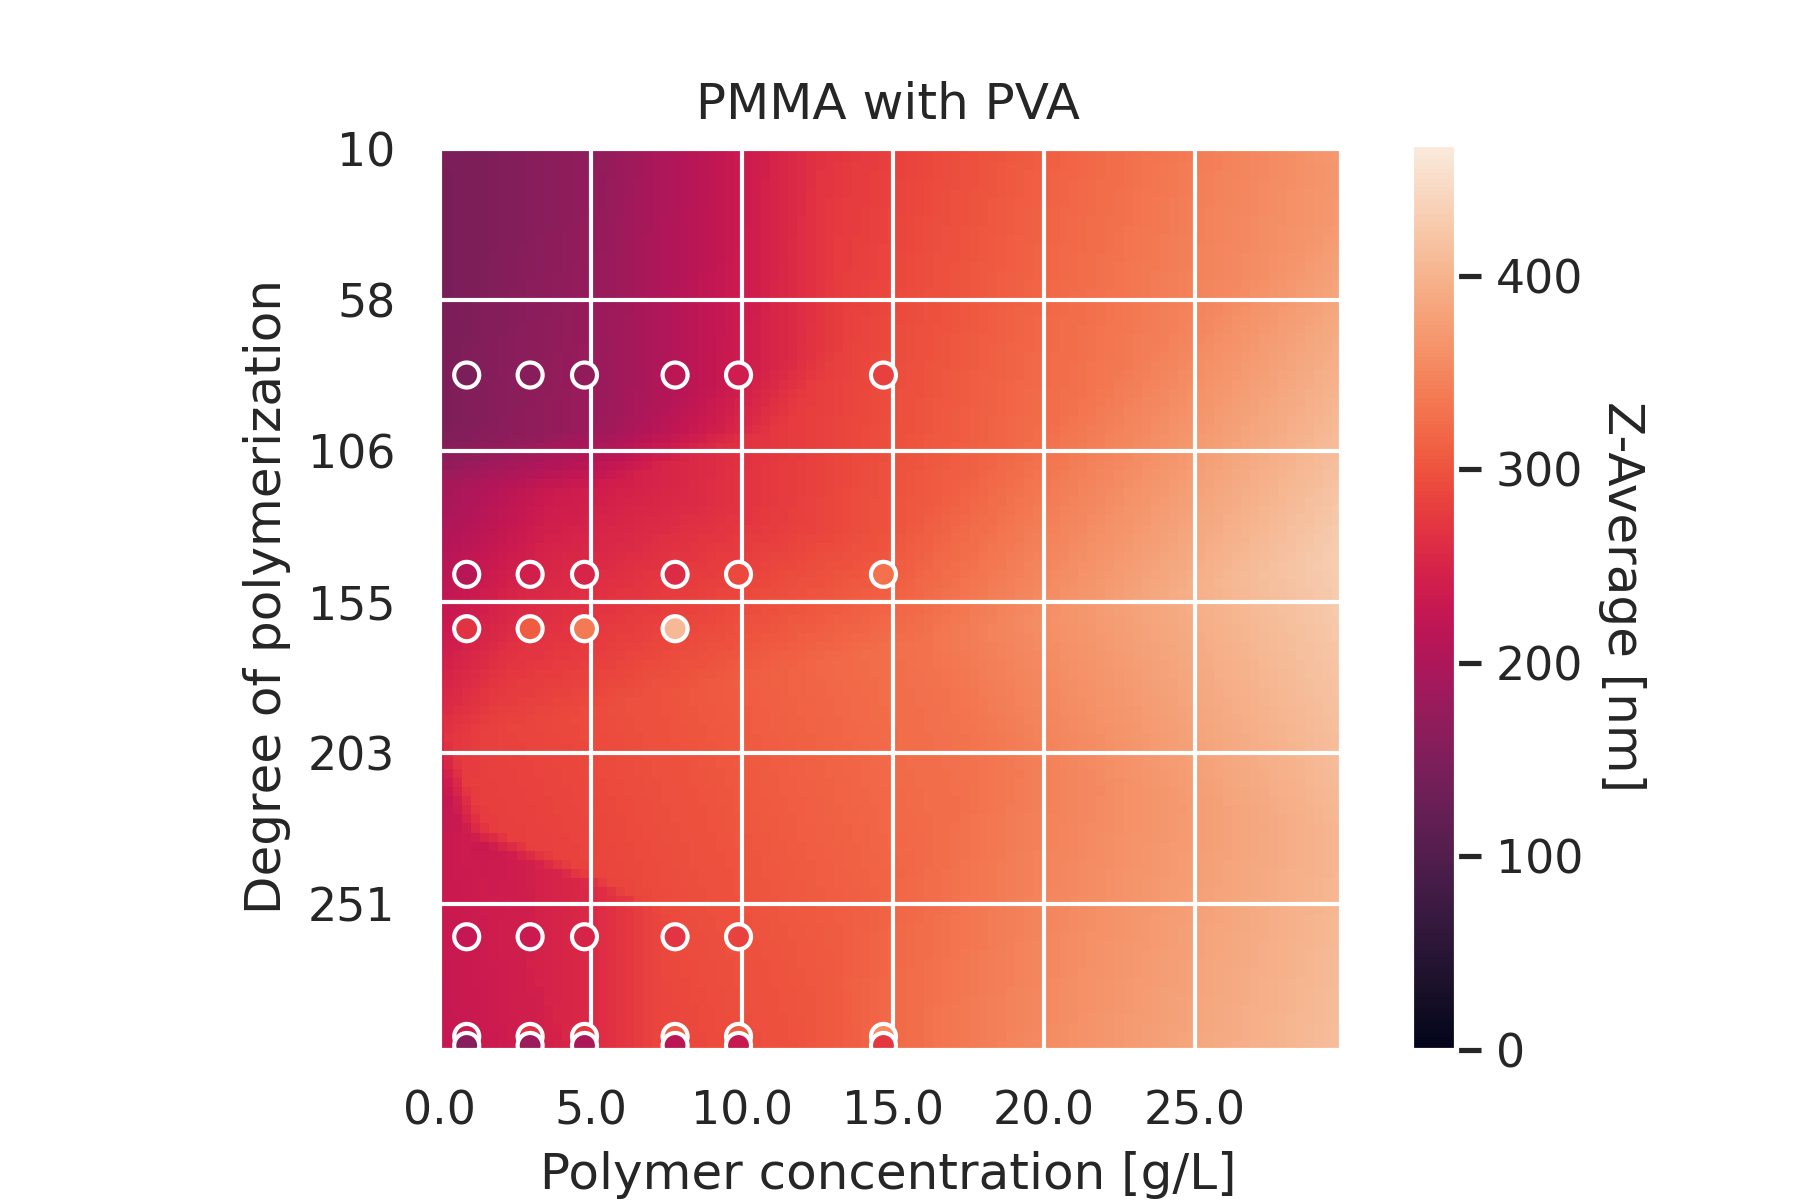 PMMA with PVA
10
58
106
155
203
251
Degree of polymerization
0.0 5.0 10.0 15.0 20.0 25.0
Polymer concentration [g/L]
400
300
200
100
0
Z-Average [nm]